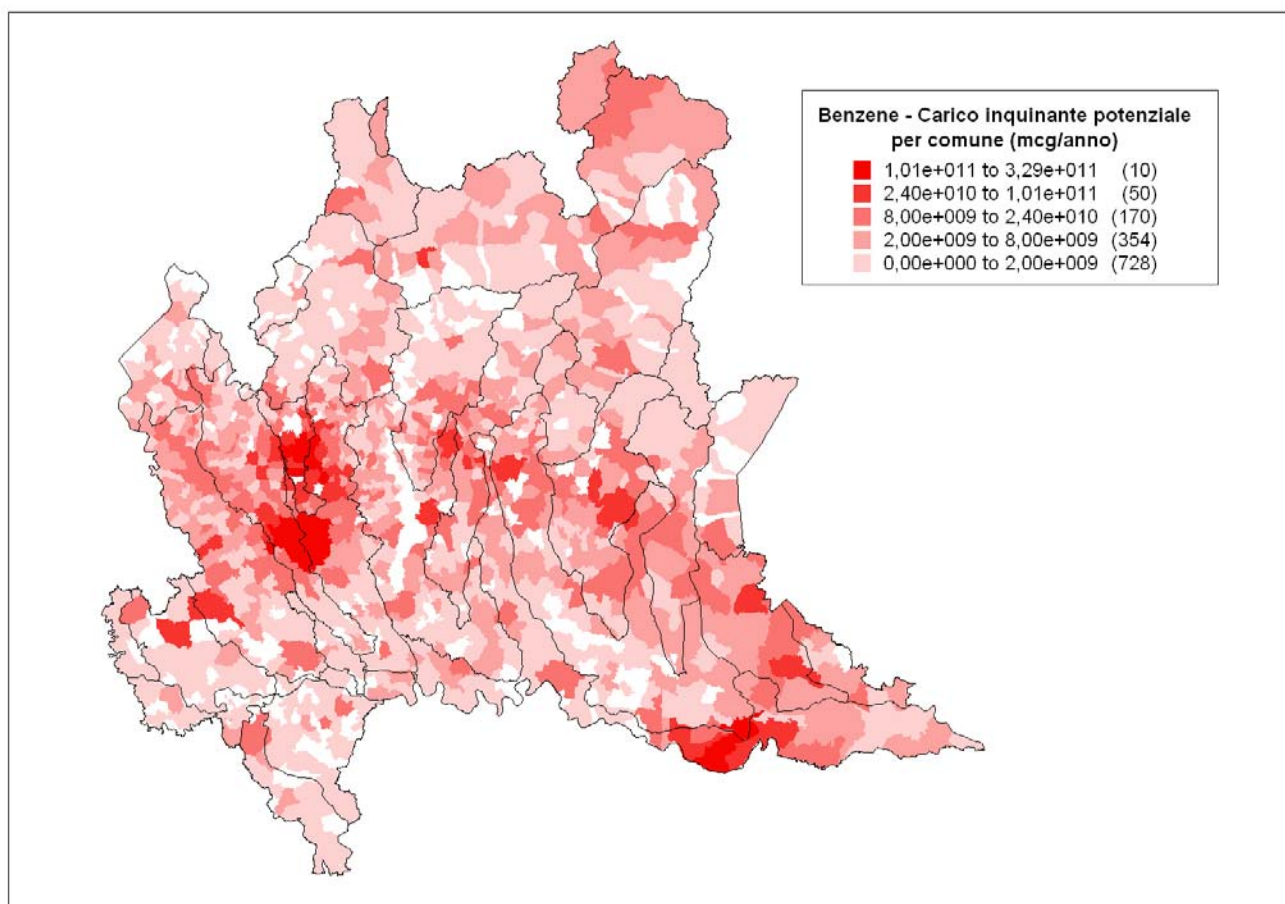 Benzene - Carico inquinante potenziale
per comune (mcg/anno)
1,01e+011 to 3,29e+011 (10)
2,40e+010 to 1,01e+011 (50)
8,00e+009 to 2,40e+010 (170)
2,00e+009 to 8,00e+009 (354)
0,00e+000 to 2,00e+009 (728)